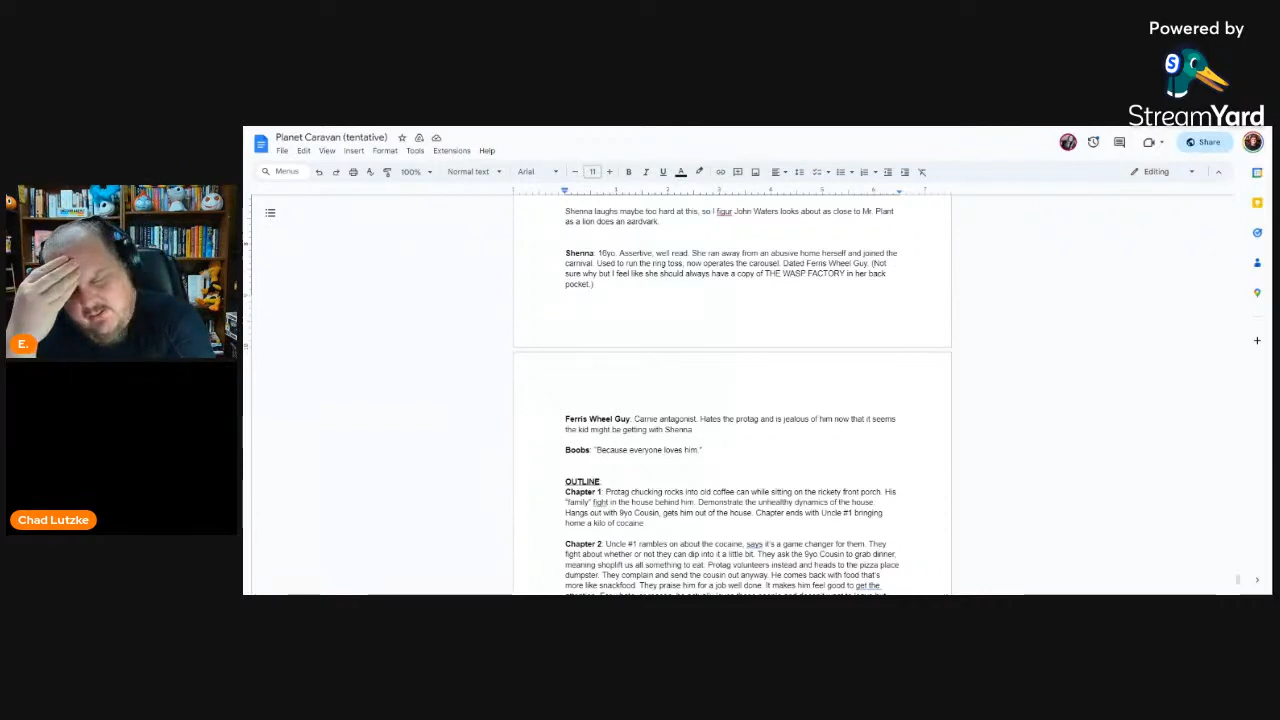 Powered by
S
StreamYard
Planet Caravan (tentative)
File Edit View Insert Format Tools Extensions Help
Share
Menus
100%
Normal text
Arial
11
Editing
1 1 2 3 4 5 6 7
Shenna laughs maybe too hard at this, so I figur John Waters looks about as close to Mr. Plant
as a lion does an aardvark.
Shenna: 16yo. Assertive, well read. She ran away from an abusive home herself and joined the
carnival. Used to run the ring toss, now operates the carousel. Dated Ferris Wheel Guy. (Not
sure why but I feel like she should always have a copy of THE WASP FACTORY in her back
pocket.)
Ferris Wheel Guy: Carnie antagonist. Hates the protag and is jealous of him now that it seems
the kid might be getting with Shenna
Boobs: "Because everyone loves him."
OUTLINE
Chapter 1: Protag chucking rocks into old coffee can while sitting on the rickety front porch. His
"family" fight in the house behind him. Demonstrate the unhealthy dynamics of the house.
Hangs out with 9yo Cousin, gets him out of the house. Chapter ends with Uncle #1 bringing
home a kilo of cocaine
Chapter 2: Uncle #1 rambles on about the cocaine, says it's a game changer for them. They
fight about whether or not they can dip into it a little bit. They ask the 9yo Cousin to grab dinner,
meaning shoplift us all something to eat. Protag volunteers instead and heads to the pizza place
dumpster. They complain and send the cousin out anyway. He comes back with food that's
more like snackfood. They praise him for a job well done. It makes him feel good to get the
E.
Chad Lutzke